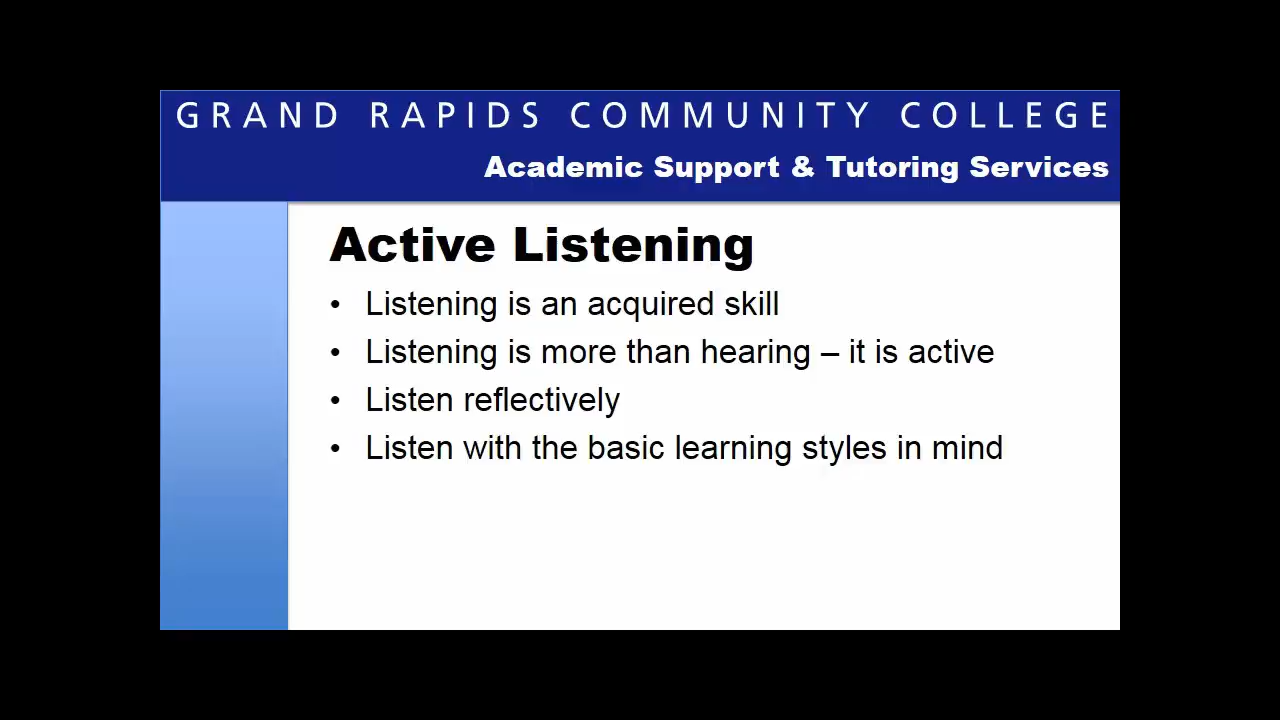 GRAND RAPIDS COMMUNITY COLLEGE
Academic Support & Tutoring Services
Active Listening
• Listening is an acquired skill
• Listening is more than hearing – it is active
• Listen reflectively
• Listen with the basic learning styles in mind